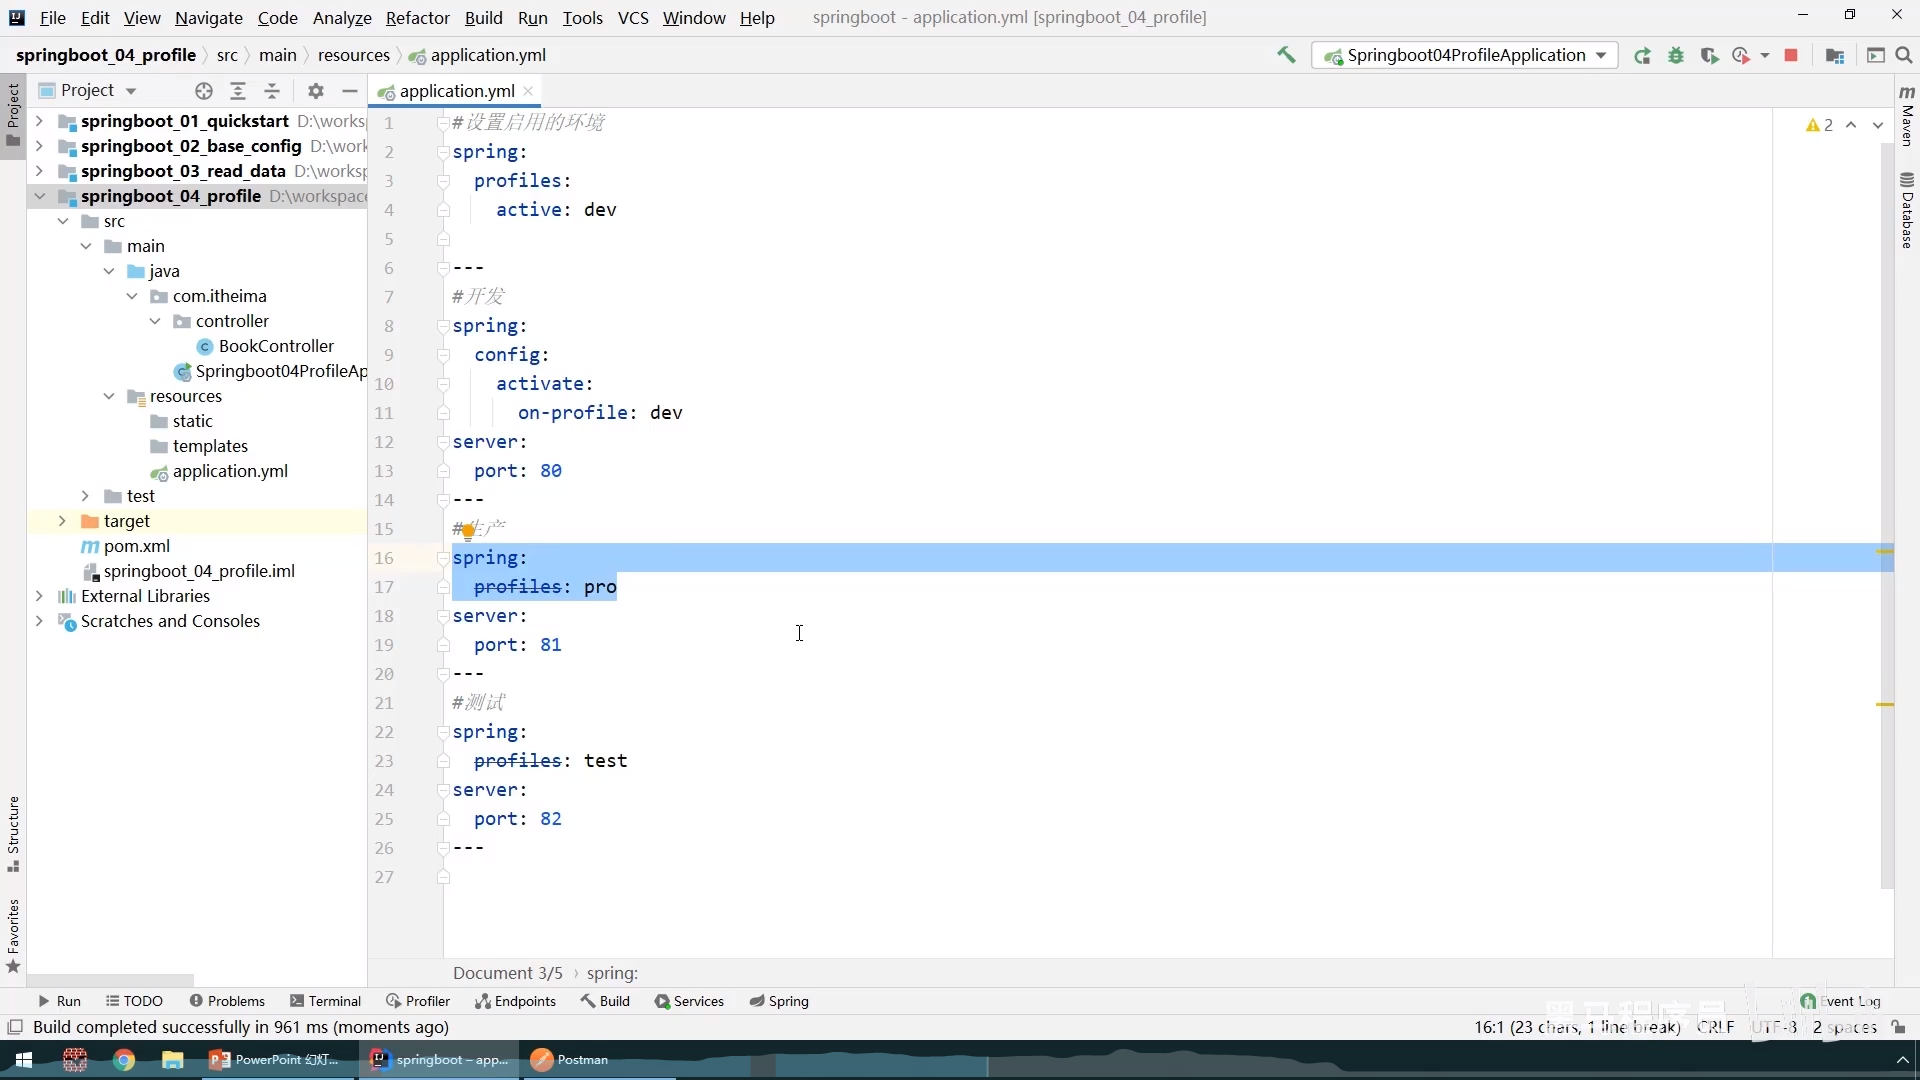 File Edit View Navigate Code Analyze Refactor Build Run Tools VCS Window Help springboot - application.yml [springboot_04_profile]
springboot_04_profile src main resources application.yml Springboot04ProfileApplication
Project application.yml
springboot_01_quickstart D:\works
springboot_02_base_config D:\wor
springboot_03_read_data D:\works
springboot_04_profile D:\workspace
src
main
java
com.itheima
controller
BookController
Springboot04ProfileAp
resources
static
templates
application.yml
test
target
pom.xml
springboot_04_profile.iml
External Libraries
Scratches and Consoles
Project
Structure
Favorites
1 #设置启用的环境
2 spring:
3 profiles:
4 active: dev
5
6 ---
7 #开发
8 spring:
9 config:
10 activate:
11 on-profile: dev
12 server:
13 port: 80
14 ---
15 #生产
16 spring:
17 profiles: pro
18 server:
19 port: 81
20 ---
21 #测试
22 spring:
23 profiles: test
24 server:
25 port: 82
26 ---
27
2
Maven
Database
Document 3/5 › spring:
Run TODO Problems Terminal Profiler Endpoints Build Services Spring Event Log
Build completed successfully in 961 ms (moments ago) 16:1 (23 chars, 1 line break) CRLF UTF-8 2 spaces
黑马程序员
PowerPoint 幻灯... springboot – app... Postman